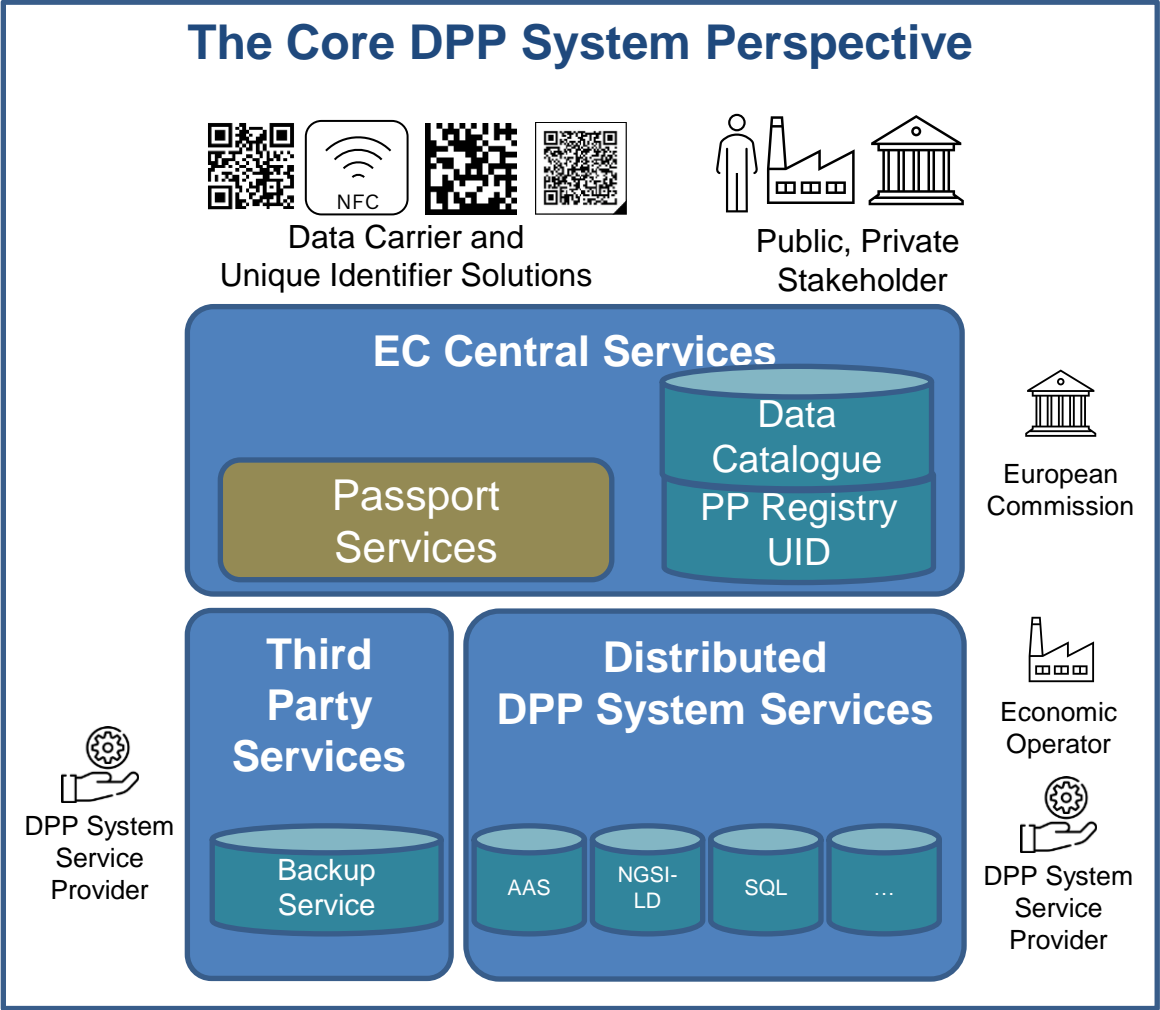 The Core DPP System Perspective
NFC
Data Carrier and
Unique Identifier Solutions
Public, Private
Stakeholder
EC Central Services
Data
Catalogue
PP Registry
UID
Passport
Services
European
Commission
Third
Party
Services
Distributed
DPP System Services
Economic
Operator
DPP System
Service
Provider
Backup
Service
AAS
NGSI-
LD
SQL
...
DPP System
Service
Provider